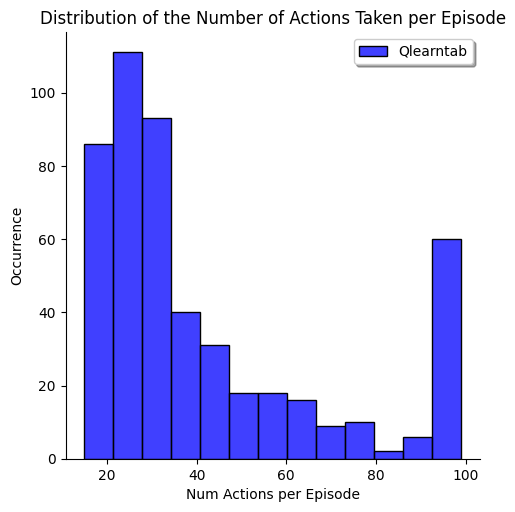 Distribution of the Number of Actions Taken per Episode
Qlearntab
Occurrence
100
80
60
40
20
0
20 40 60 80 100
Num Actions per Episode